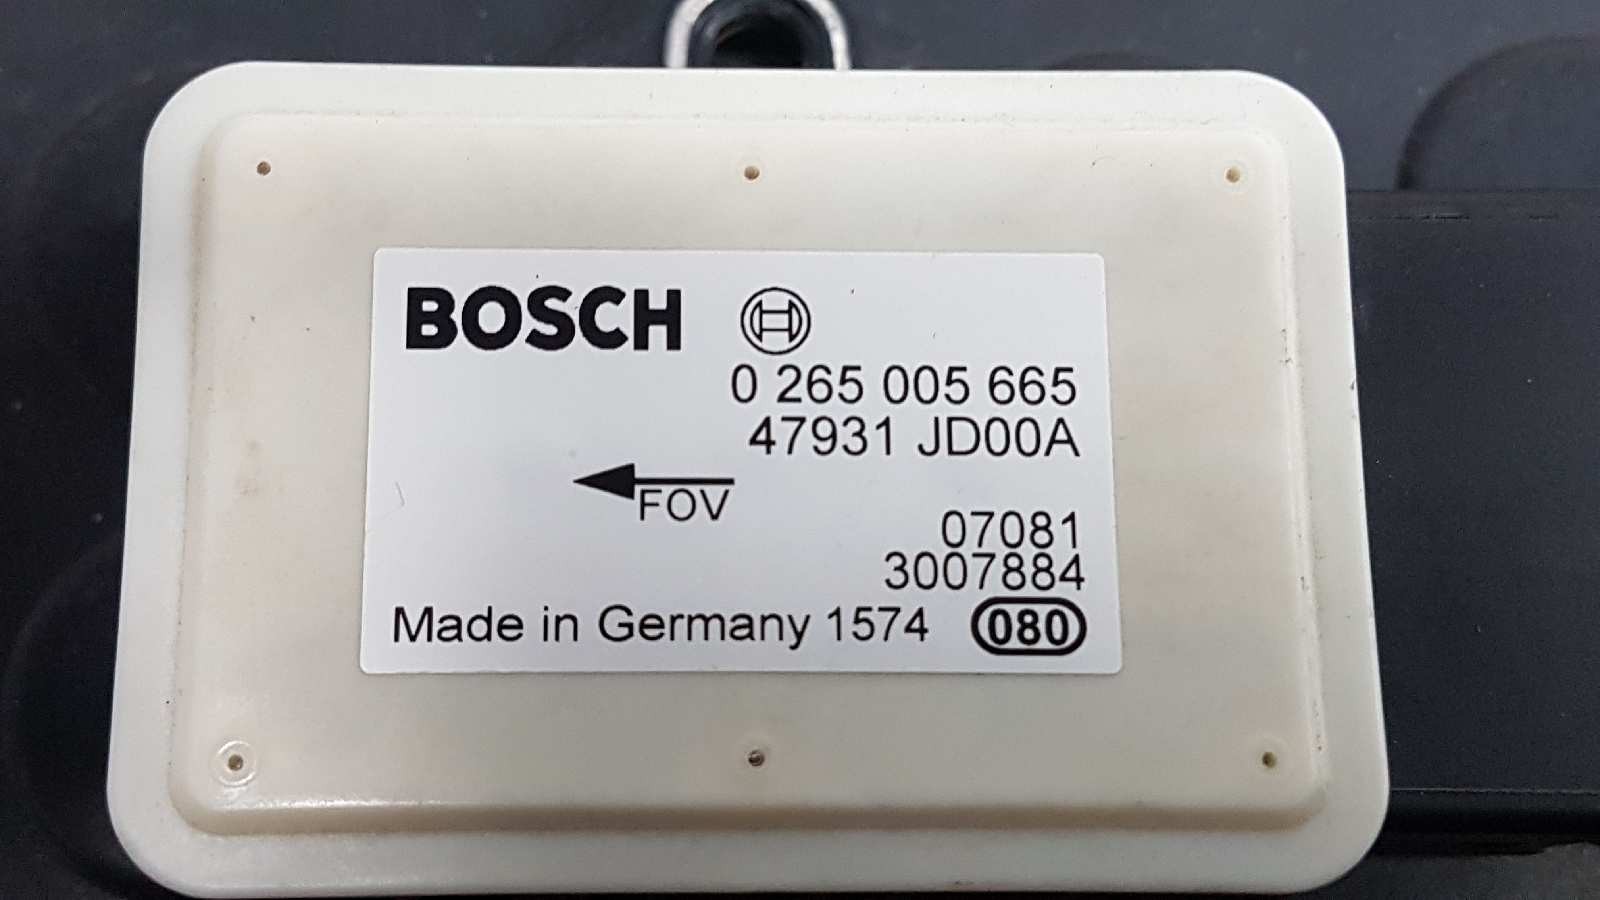 BOSCH
0 265 005 665
47931 JD00A
FOV
07081
3007884
Made in Germany 1574 080